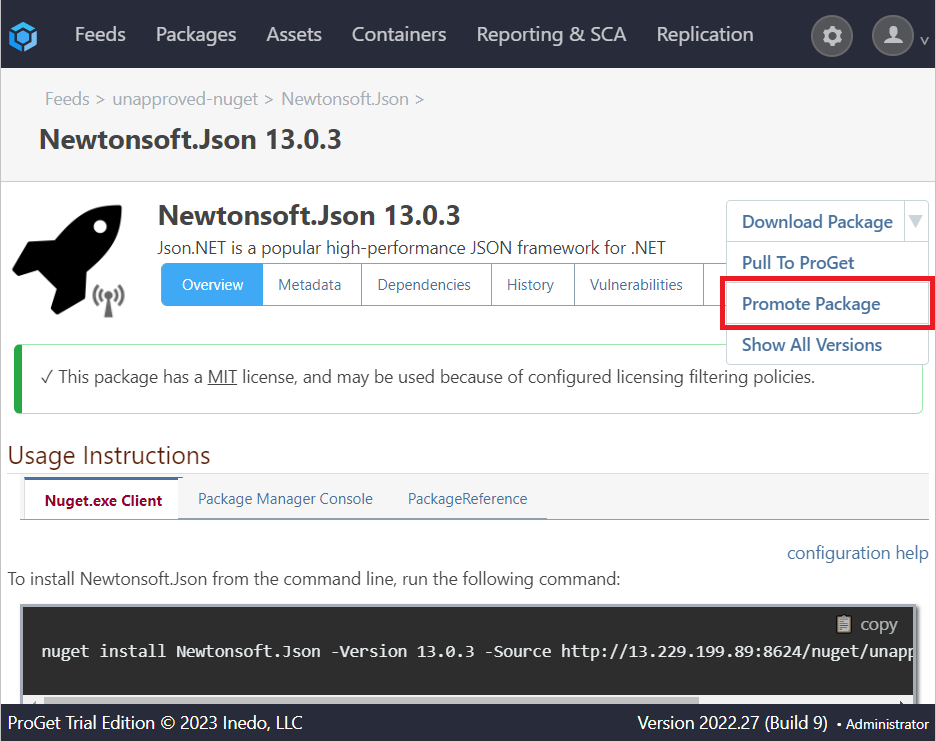 Feeds Packages Assets Containers Reporting & SCA Replication
Feeds > unapproved-nuget > Newtonsoft.Json >
Newtonsoft.Json 13.0.3
Newtonsoft.Json 13.0.3
Json.NET is a popular high-performance JSON framework for .NET
Overview Metadata Dependencies History Vulnerabilities
Download Package
Pull To ProGet
Promote Package
Show All Versions
✓ This package has a MIT license, and may be used because of configured licensing filtering policies.
Usage Instructions
Nuget.exe Client Package Manager Console PackageReference
configuration help
To install Newtonsoft.Json from the command line, run the following command:
copy
nuget install Newtonsoft.Json -Version 13.0.3 -Source http://13.229.199.89:8624/nuget/unapp
ProGet Trial Edition © 2023 Inedo, LLC Version 2022.27 (Build 9) • Administrator